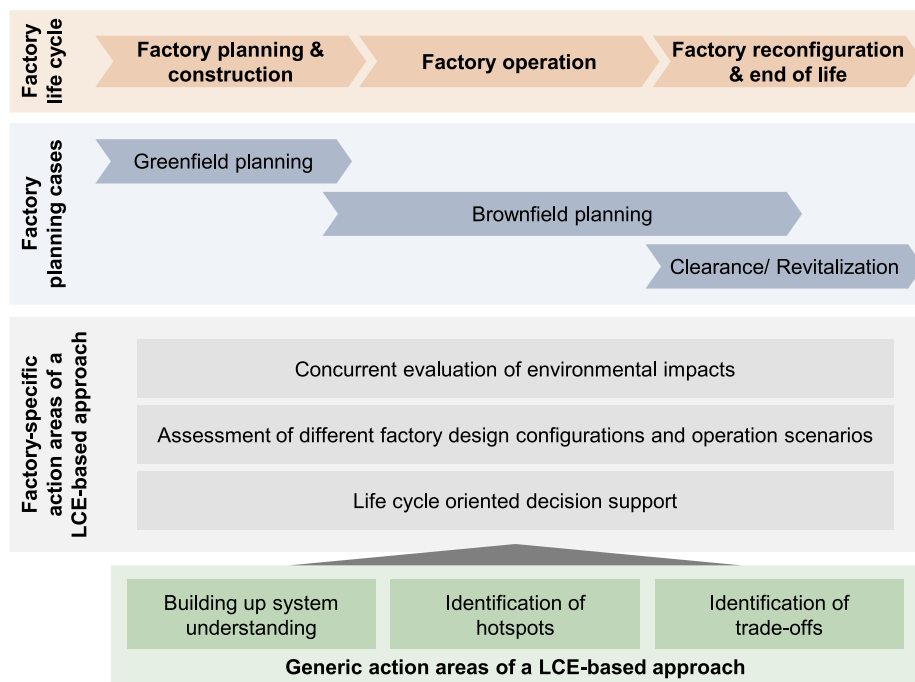 Factory
life cycle
Factory planning &
construction
Factory operation
Factory reconfiguration
& end of life
Factory
planning cases
Greenfield planning
Brownfield planning
Clearance/ Revitalization
Factory-specific
action areas of a
LCE-based approach
Concurrent evaluation of environmental impacts
Assessment of different factory design configurations and operation scenarios
Life cycle oriented decision support
Building up system
understanding
Identification of
hotspots
Identification of
trade-offs
Generic action areas of a LCE-based approach